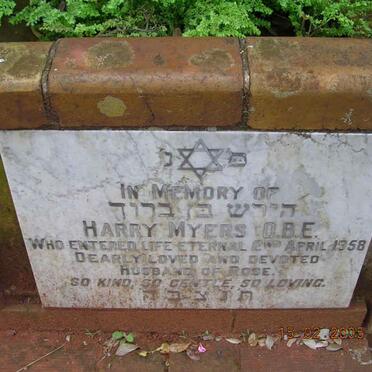 פ ✡ נ
IN MEMORY OF
הירש בן ברוך
HARRY MYERS O.B.E.
WHO ENTERED LIFE ETERNAL 2ND APRIL 1958
DEARLY LOVED AND DEVOTED
HUSBAND OF ROSE.
SO KIND, SO GENTLE, SO LOVING.
ת נ צ ב ה